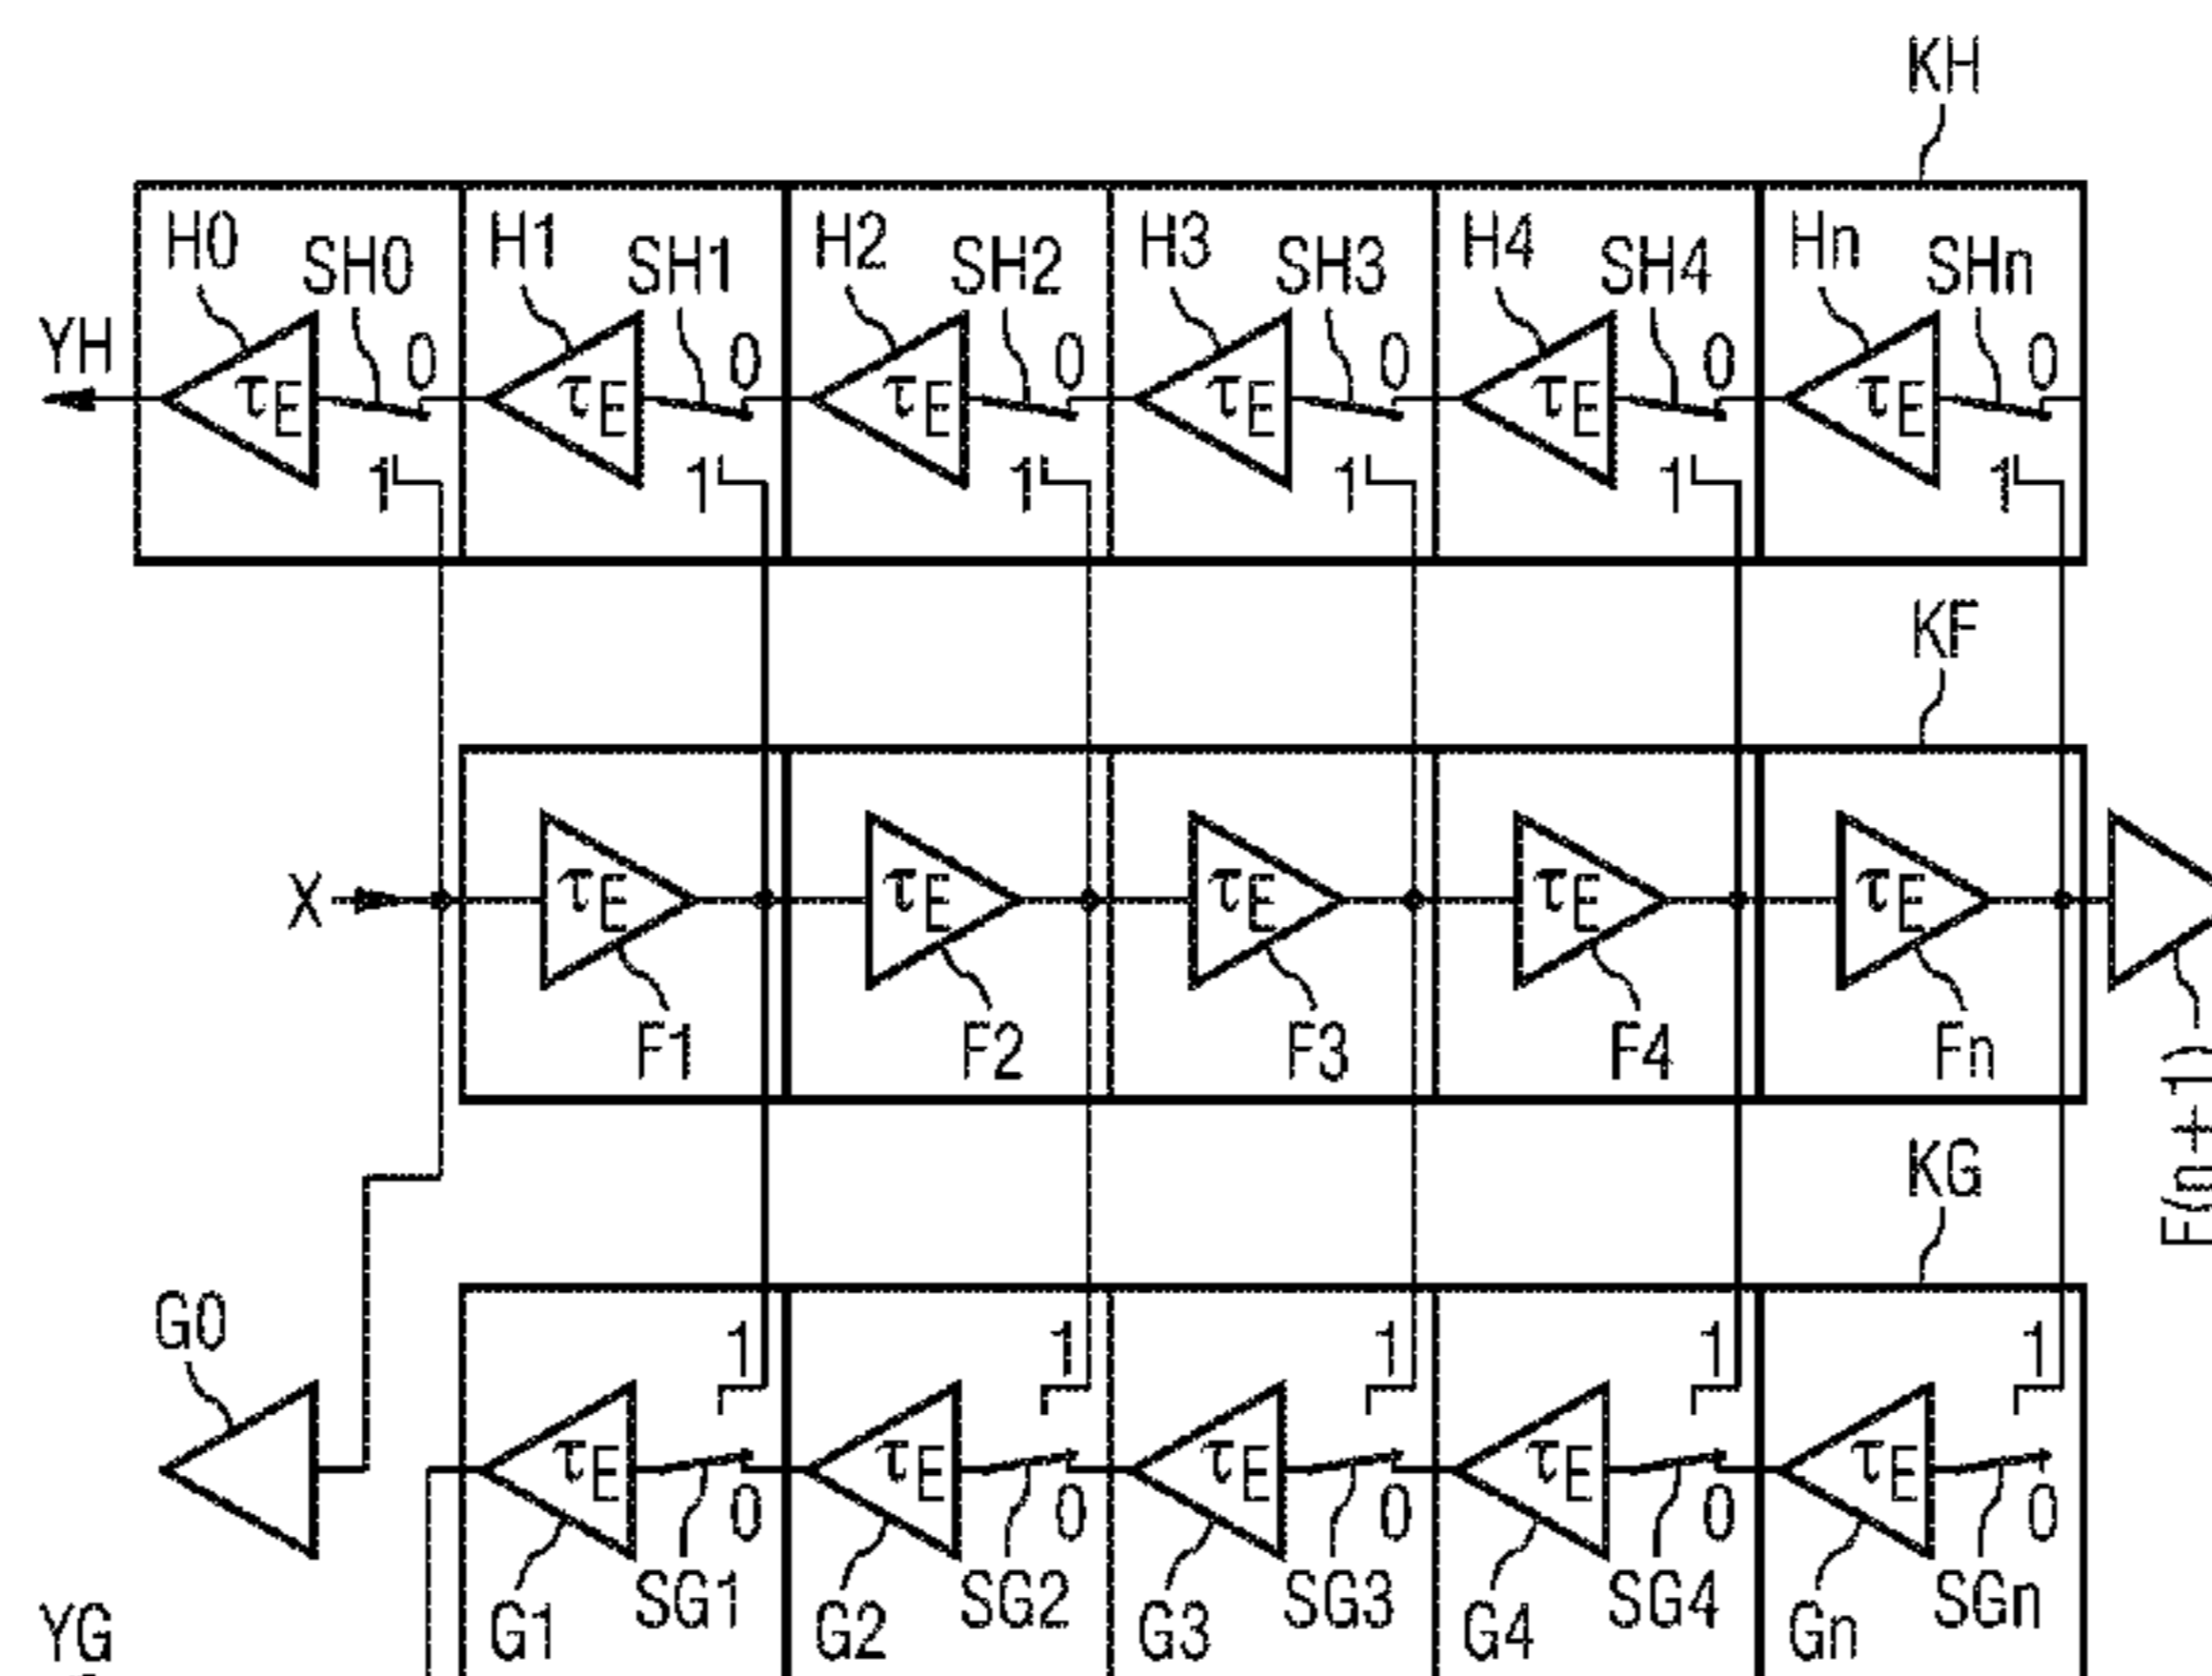 KH
H0 SH0 H1 SH1 H2 SH2 H3 SH3 H4 SH4 Hn SHn
YH τE 0 τE 0 τE 0 τE 0 τE 0 τE 0
1 1 1 1 1 1
KF
X τE τE τE τE τE
F1 F2 F3 F4 Fn
F(n+1)
KG
G0 1 1 1 1 1
τE τE τE τE τE
0 0 0 0 0
YG G1 SG1 G2 SG2 G3 SG3 G4 SG4 Gn SGn